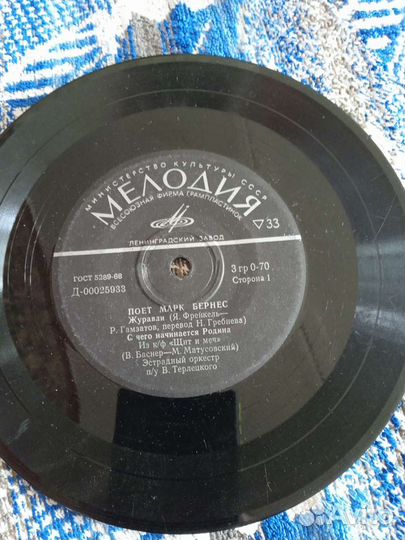 МИНИСТЕРСТВО КУЛЬТУРЫ СССР
МЕЛОДИЯ
ВСЕСОЮЗНАЯ ФИРМА ГРАМПЛАСТИНОК
▽33
ЛЕНИНГРАДСКИЙ ЗАВОД
ГОСТ 5289-68
Д-00025933
3 гр 0-70
Сторона 1
ПОЕТ МАРК БЕРНЕС
Журавли (Я. Френкель—
Р. Гамзатов, перевод Н. Гребнева)
С чего начинается Родина
Из к/ф «Щит и меч»
(В. Баснер—М. Матусовский)
Эстрадный оркестр
п/у В. Терлецкого
Avito